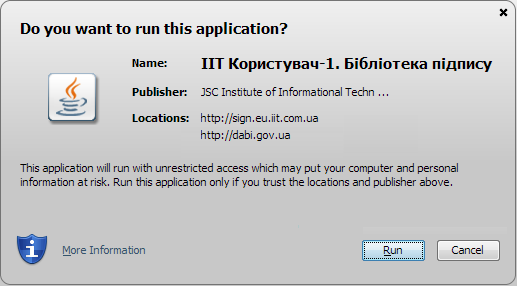 Do you want to run this application?
Name: ІІТ Користувач-1. Бібліотека підпису
Publisher: JSC Institute of Informational Techn ...
Locations: http://sign.eu.iit.com.ua
http://dabi.gov.ua
This application will run with unrestricted access which may put your computer and personal
information at risk. Run this application only if you trust the locations and publisher above.
More Information
Run
Cancel